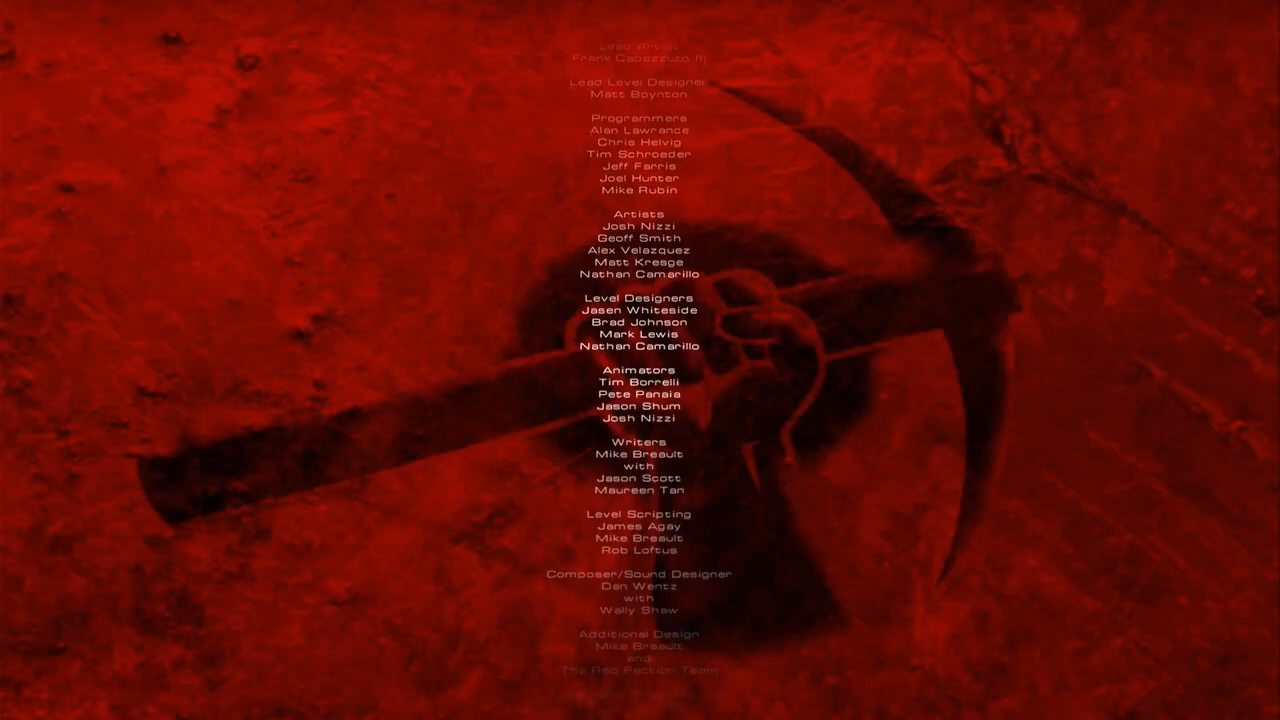 Lead Artist
Frank Capezzuto III
Lead Level Designer
Matt Boynton
Programmers
Alan Lawrance
Chris Helvig
Tim Schroeder
Jeff Farris
Joel Hunter
Mike Rubin
Artists
Josh Nizzi
Geoff Smith
Alex Velazquez
Matt Kresge
Nathan Camarillo
Level Designers
Jasen Whiteside
Brad Johnson
Mark Lewis
Nathan Camarillo
Animators
Tim Borrelli
Pete Panaia
Jason Shum
Josh Nizzi
Writers
Mike Breault
with
Jason Scott
Maureen Tan
Level Scripting
James Agay
Mike Breault
Rob Loftus
Composer/Sound Designer
Dan Wentz
with
Wally Shaw
Additional Design
Mike Breault
and
The Red Faction Team